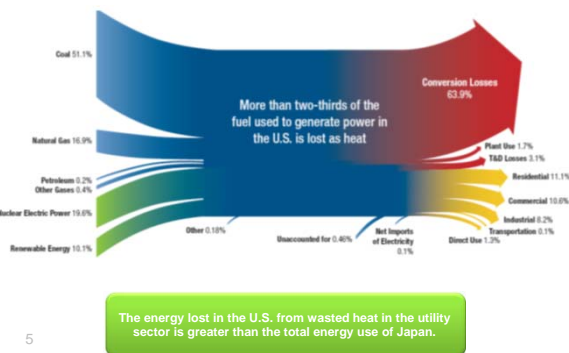 Coal 51.1%
Natural Gas 16.9%
Petroleum 0.2%
Other Gases 0.4%
Nuclear Electric Power 19.6%
Renewable Energy 10.1%
More than two-thirds of the
fuel used to generate power in
the U.S. is lost as heat
Conversion Losses
63.9%
Plant Use 1.7%
T&D Losses 3.1%
Residential 11.1%
Commercial 10.6%
Industrial 8.2%
Transportation 0.1%
Direct Use 1.3%
Other 0.18%
Unaccounted for 0.46%
Net Imports
of Electricity
0.1%
The energy lost in the U.S. from wasted heat in the utility
sector is greater than the total energy use of Japan.
5